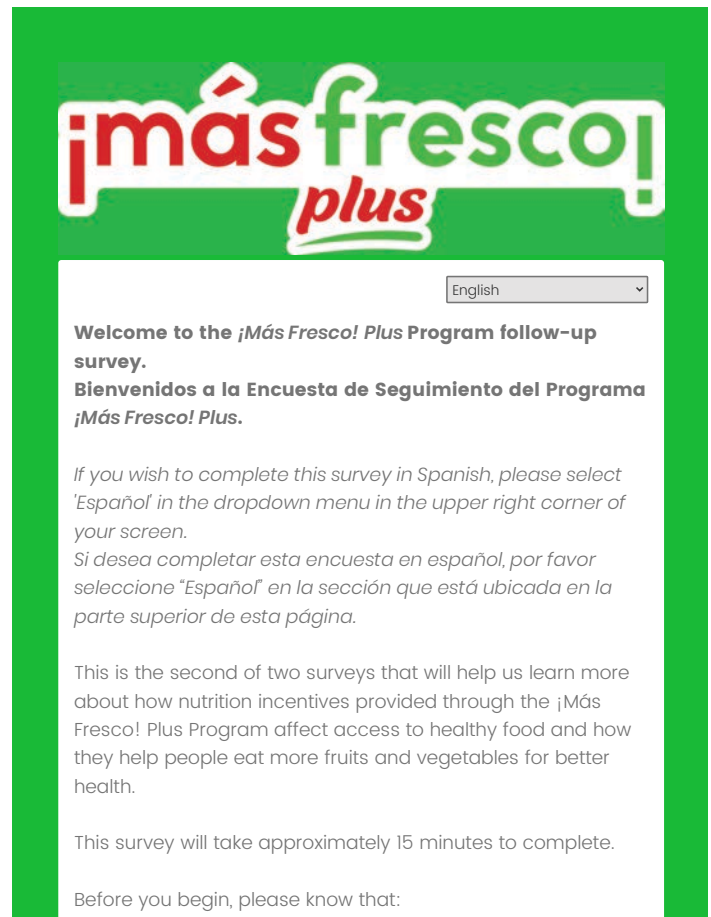 ¡más fresco!
plus
English
Welcome to the ¡Más Fresco! Plus Program follow-up
survey.
Bienvenidos a la Encuesta de Seguimiento del Programa
¡Más Fresco! Plus.
If you wish to complete this survey in Spanish, please select
'Español' in the dropdown menu in the upper right corner of
your screen.
Si desea completar esta encuesta en español, por favor
seleccione “Español” en la sección que está ubicada en la
parte superior de esta página.
This is the second of two surveys that will help us learn more
about how nutrition incentives provided through the ¡Más
Fresco! Plus Program affect access to healthy food and how
they help people eat more fruits and vegetables for better
health.
This survey will take approximately 15 minutes to complete.
Before you begin, please know that: